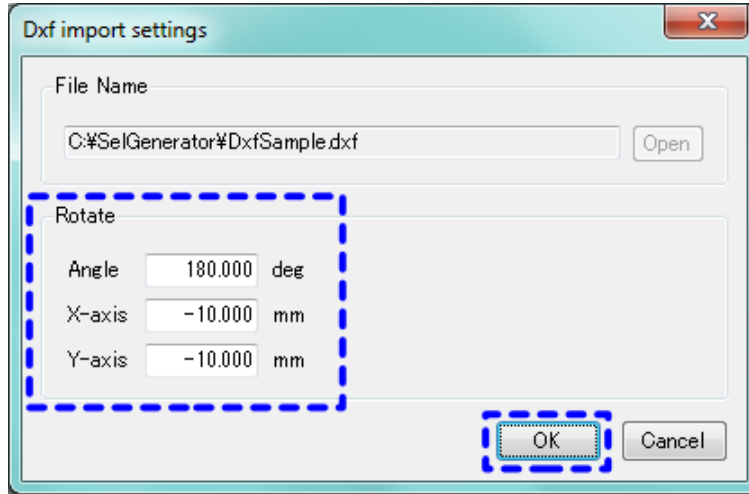 Dxf import settings
File Name
C:¥SelGenerator¥DxfSample.dxf Open
Rotate
Angle 180.000 deg
X-axis -10.000 mm
Y-axis -10.000 mm
OK Cancel